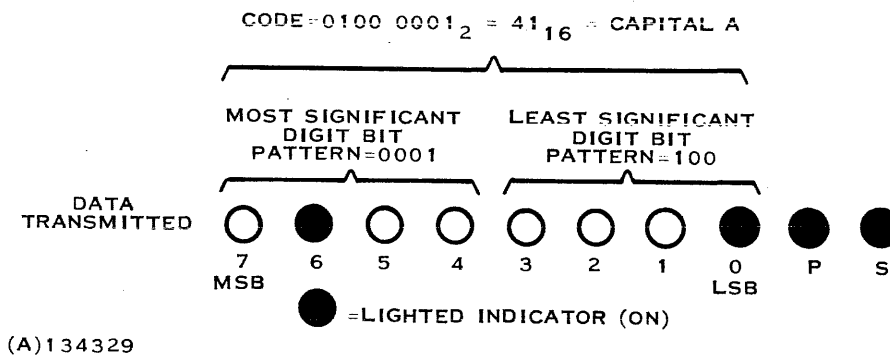 CODE=0100 0001₂ = 41₁₆ = CAPITAL A
MOST SIGNIFICANT DIGIT BIT PATTERN=0001
LEAST SIGNIFICANT DIGIT BIT PATTERN=100
DATA TRANSMITTED
7 6 5 4 3 2 1 0 P S
MSB LSB
=LIGHTED INDICATOR (ON)
(A)134329